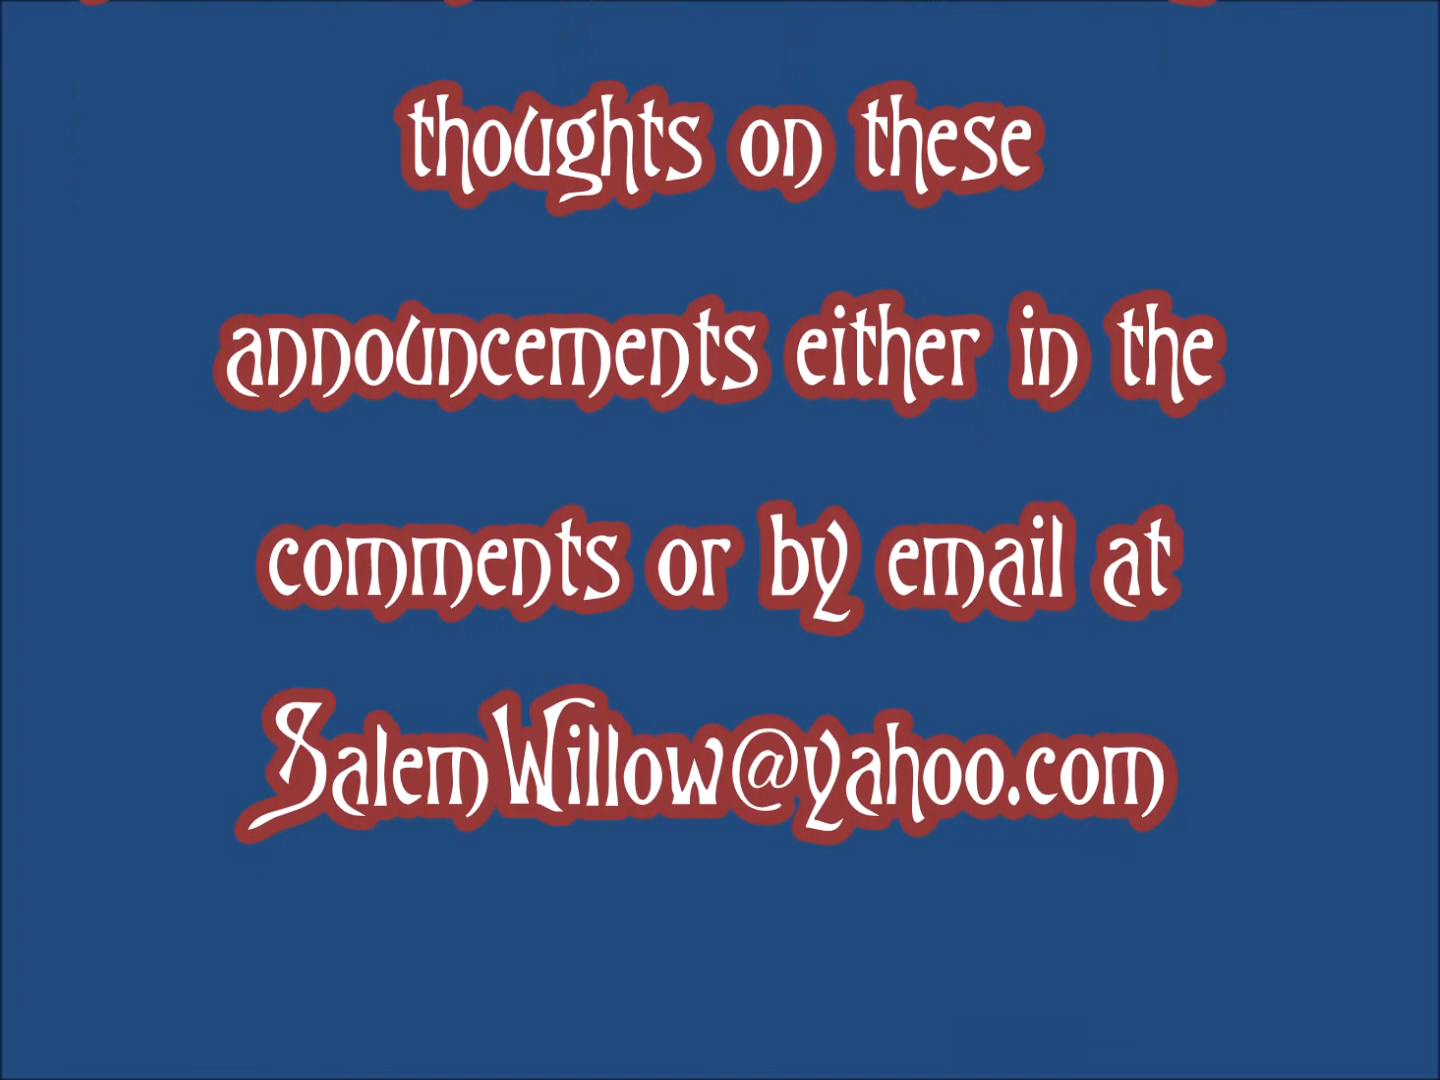 thoughts on these
announcements either in the
comments or by email at
SalemWillow@yahoo.com